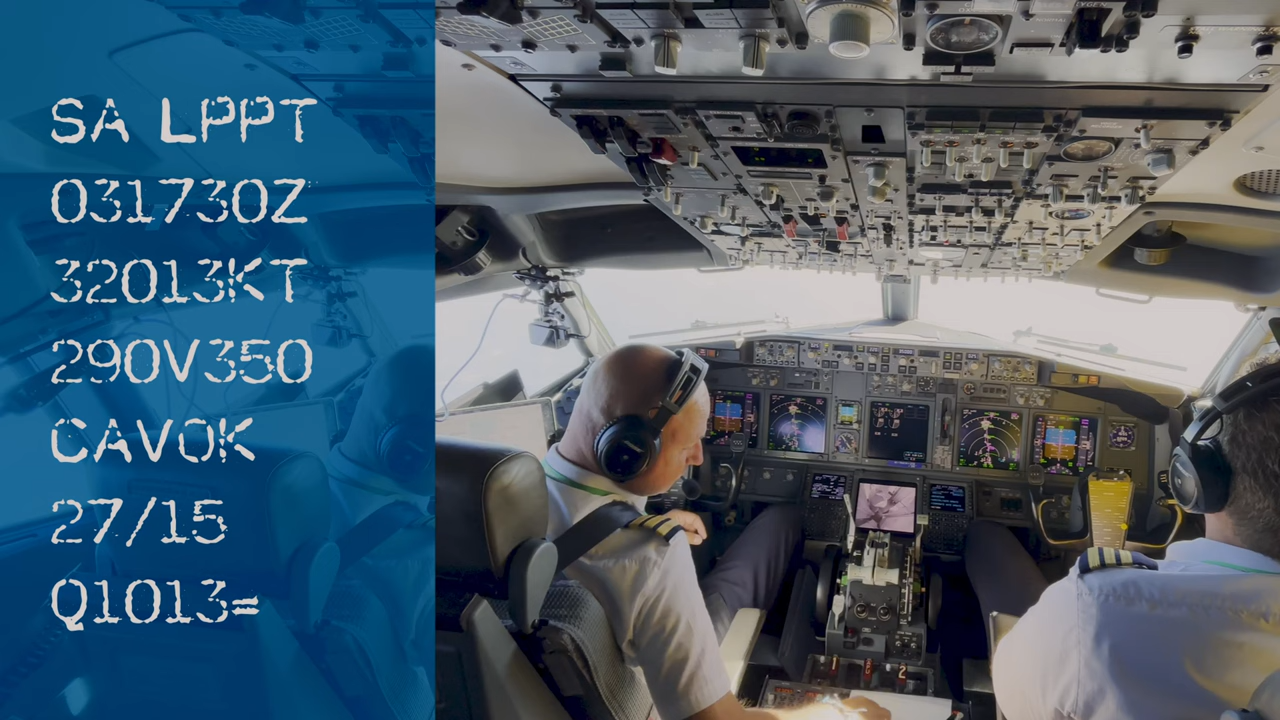 SA LPPT
031730Z
32013KT
290V350
CAVOK
27/15
Q1013=